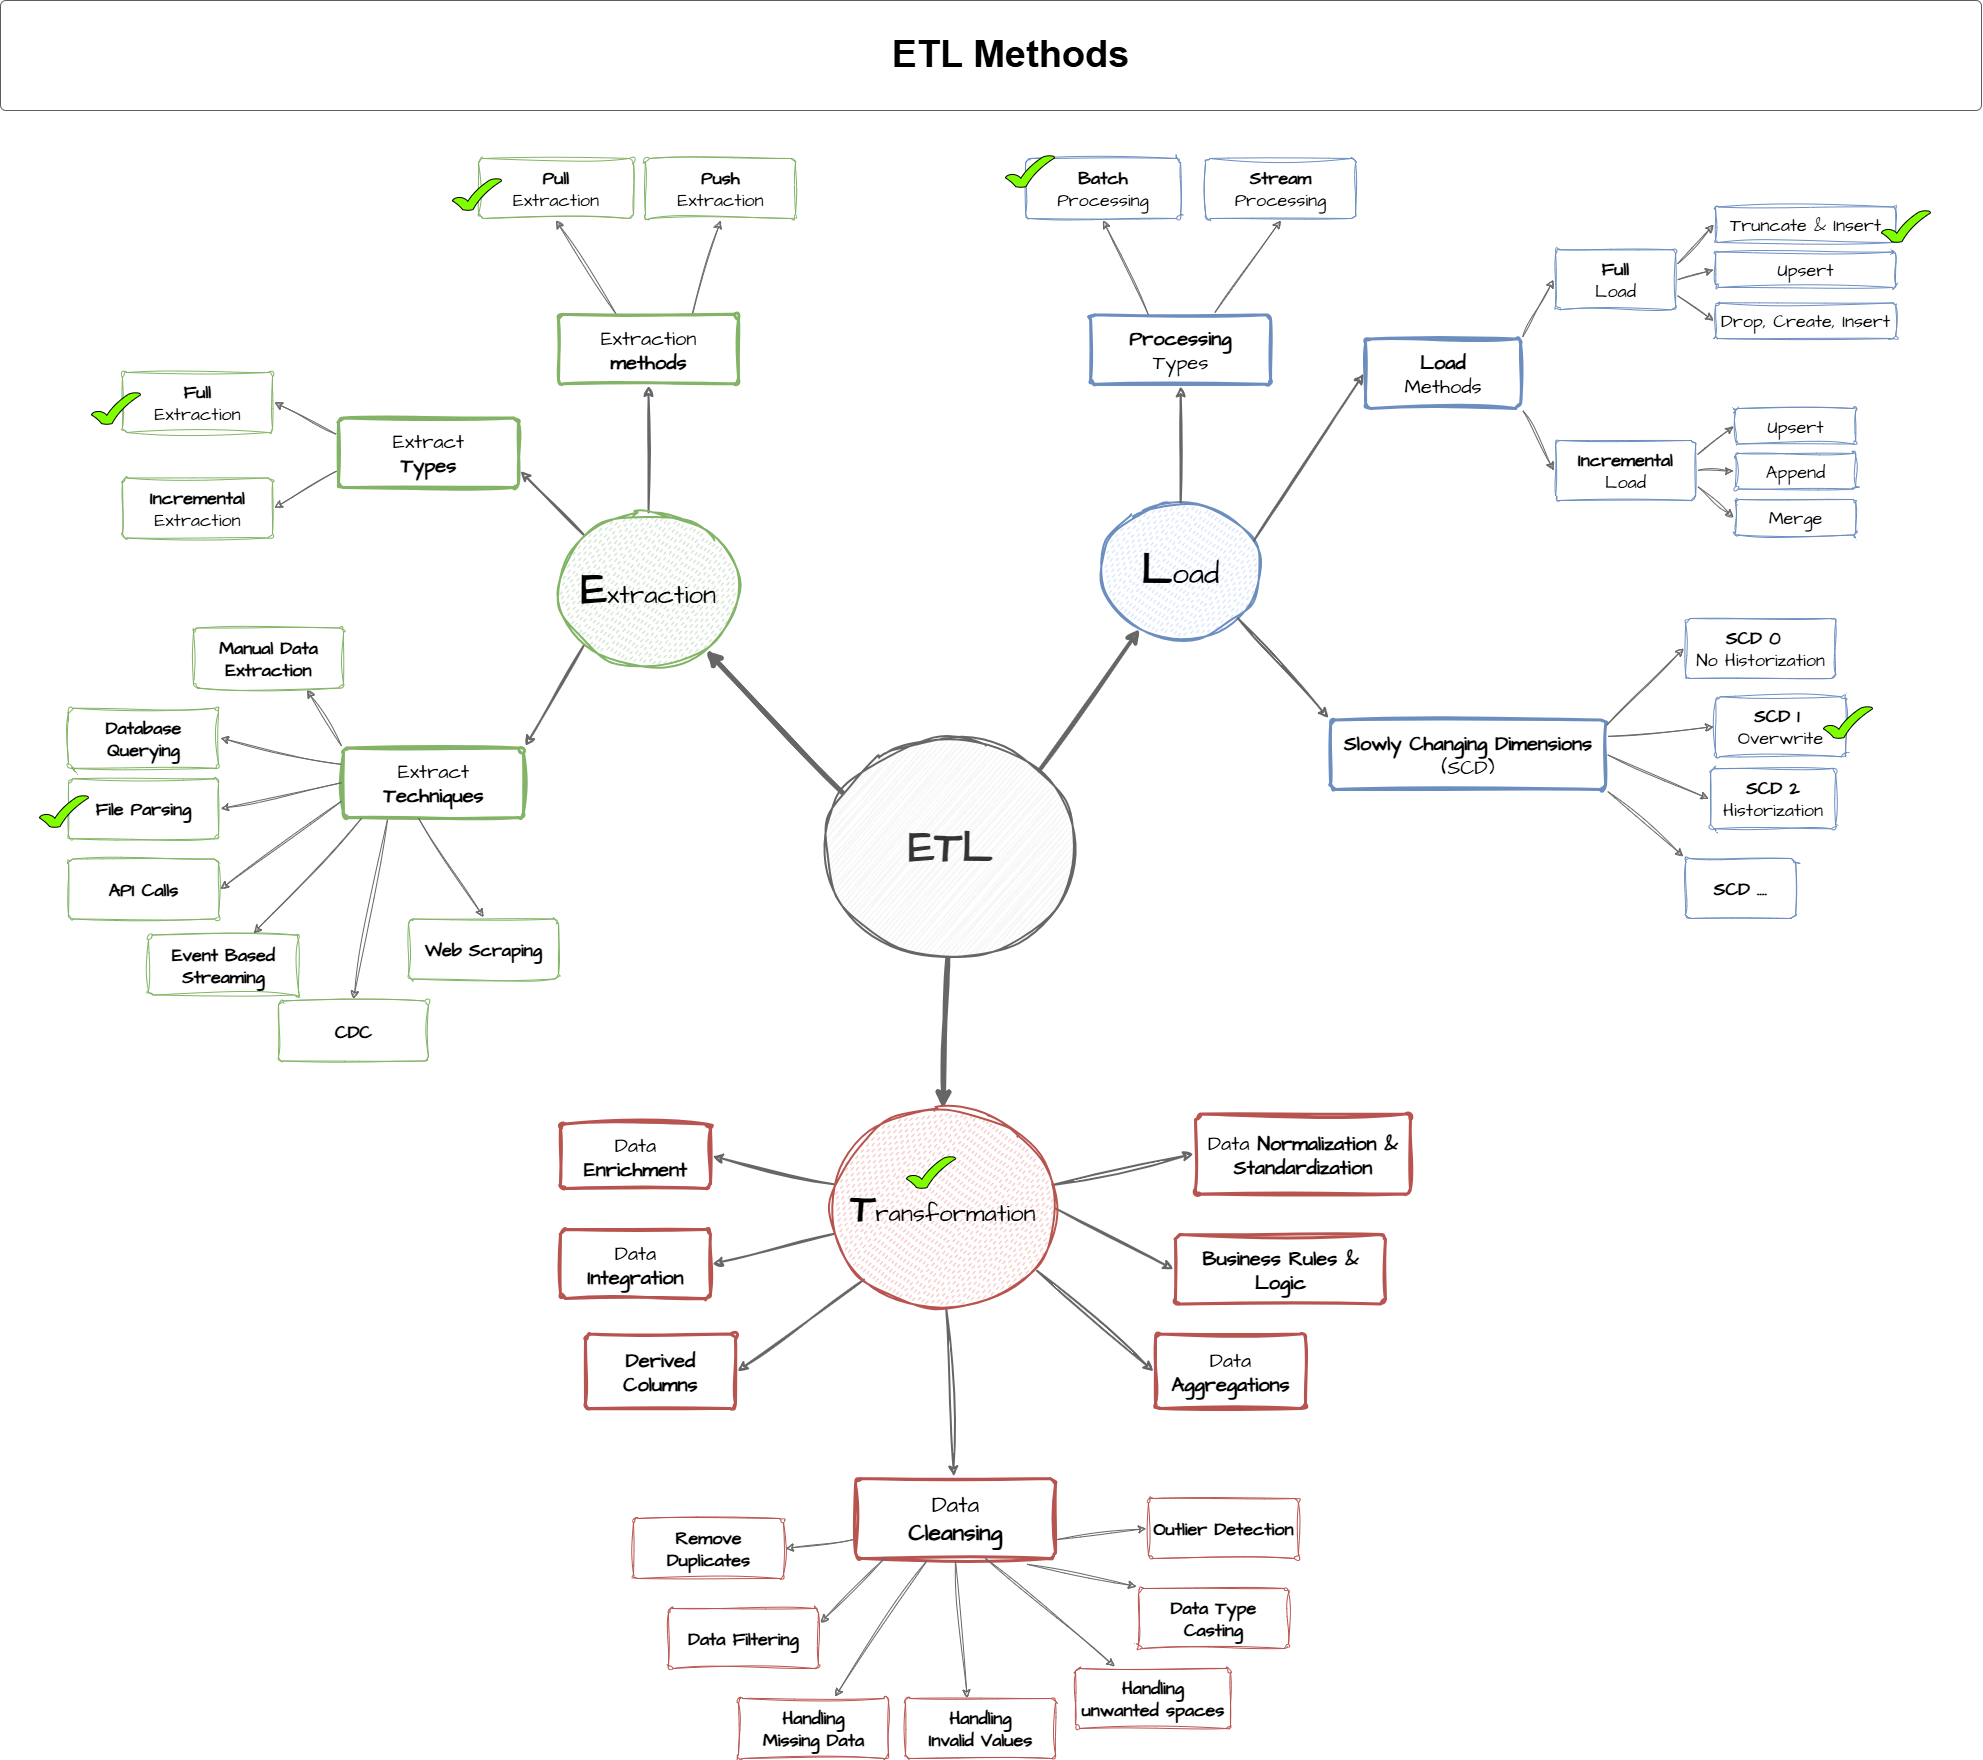 ETL Methods
Pull
Extraction
Push
Extraction
Extraction
methods
Full
Extraction
Incremental
Extraction
Extract
Types
Extraction
Manual Data
Extraction
Database
Querying
File Parsing
API Calls
Event Based
Streaming
CDC
Web Scraping
Extract
Techniques
Batch
Processing
Stream
Processing
Processing
Types
Load
Load
Methods
Full
Load
Truncate & Insert
Upsert
Drop, Create, Insert
Incremental
Load
Upsert
Append
Merge
Slowly Changing Dimensions
(SCD)
SCD 0
No Historization
SCD 1
Overwrite
SCD 2
Historization
SCD ....
ETL
Transformation
Data
Enrichment
Data
Integration
Derived
Columns
Data Normalization &
Standardization
Business Rules &
Logic
Data
Aggregations
Data
Cleansing
Remove
Duplicates
Data Filtering
Handling
Missing Data
Handling
Invalid Values
Handling
unwanted spaces
Data Type
Casting
Outlier Detection